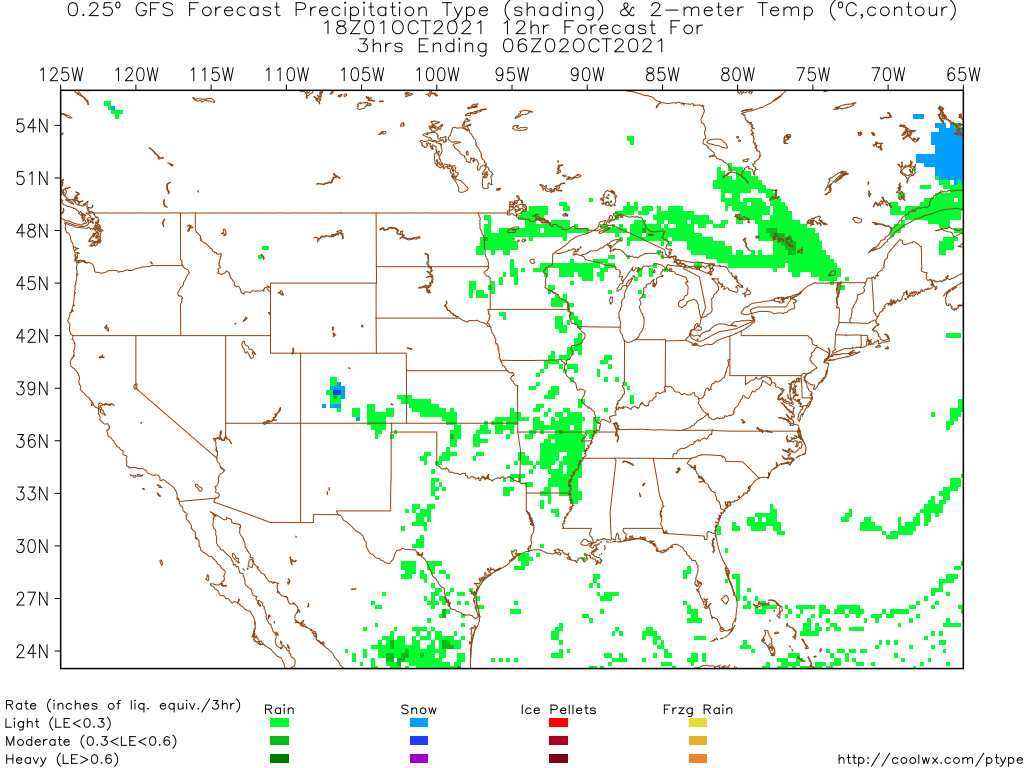 0.25° GFS Forecast Precipitation Type (shading) & 2-meter Temp (°C,contour)
18Z01OCT2021 12hr Forecast For
3hrs Ending 06Z02OCT2021
125W 120W 115W 110W 105W 100W 95W 90W 85W 80W 75W 70W 65W
54N
51N
48N
45N
42N
39N
36N
33N
30N
27N
24N
Rate (inches of liq. equiv./3hr) Rain Snow Ice Pellets Frzg Rain
Light (LE<0.3)
Moderate (0.3<LE<0.6)
Heavy (LE>0.6)
http://coolwx.com/ptype